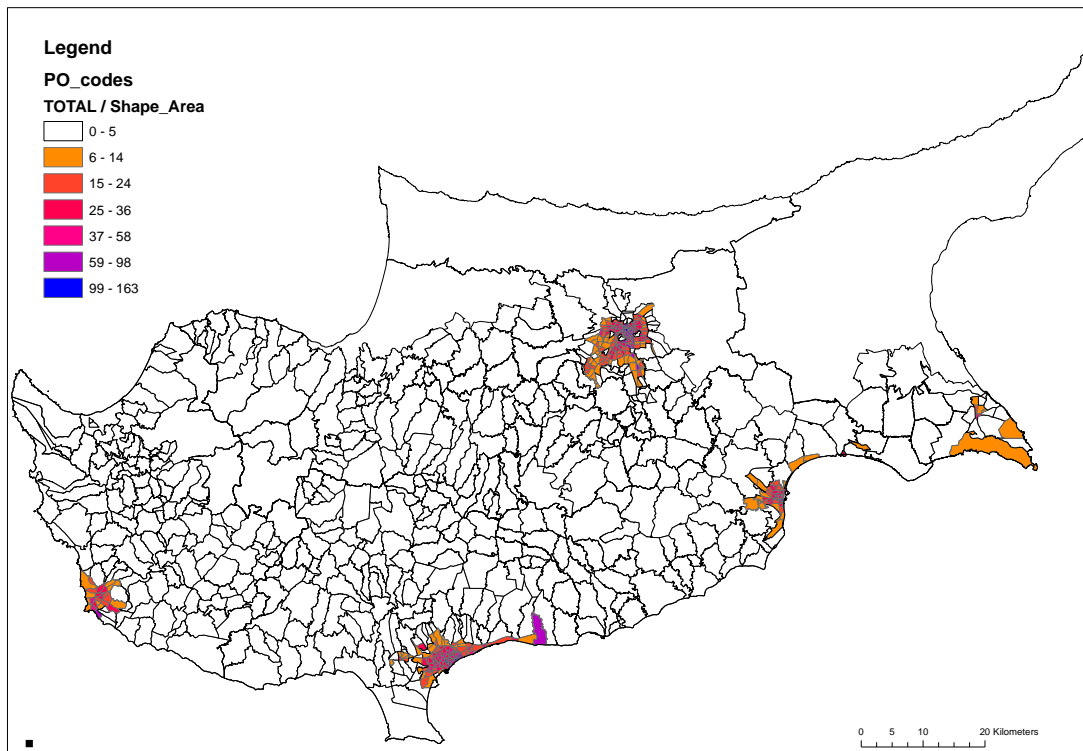 Legend
PO_codes
TOTAL / Shape_Area
0 - 5
6 - 14
15 - 24
25 - 36
37 - 58
59 - 98
99 - 163
0 5 10 20 Kilometers